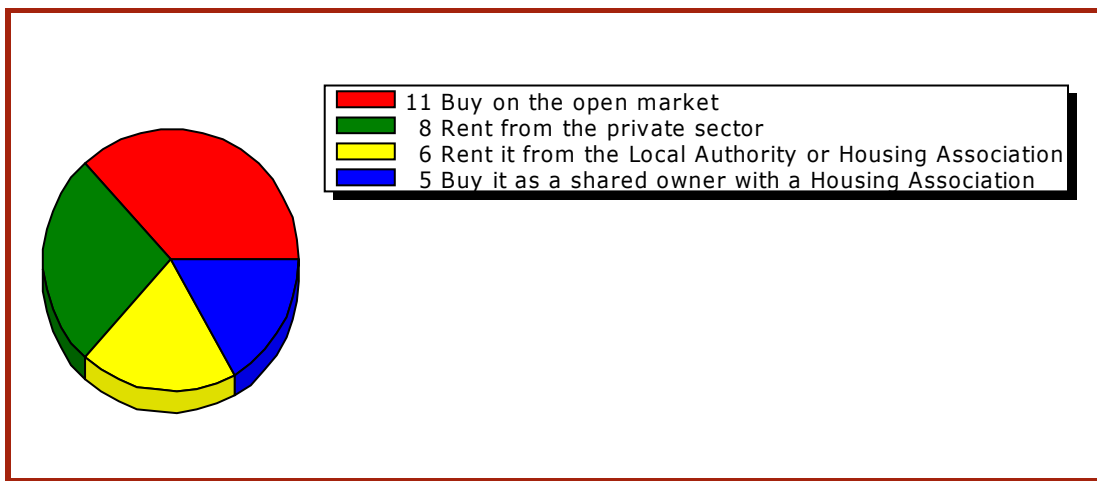 11 Buy on the open market
8 Rent from the private sector
6 Rent it from the Local Authority or Housing Association
5 Buy it as a shared owner with a Housing Association